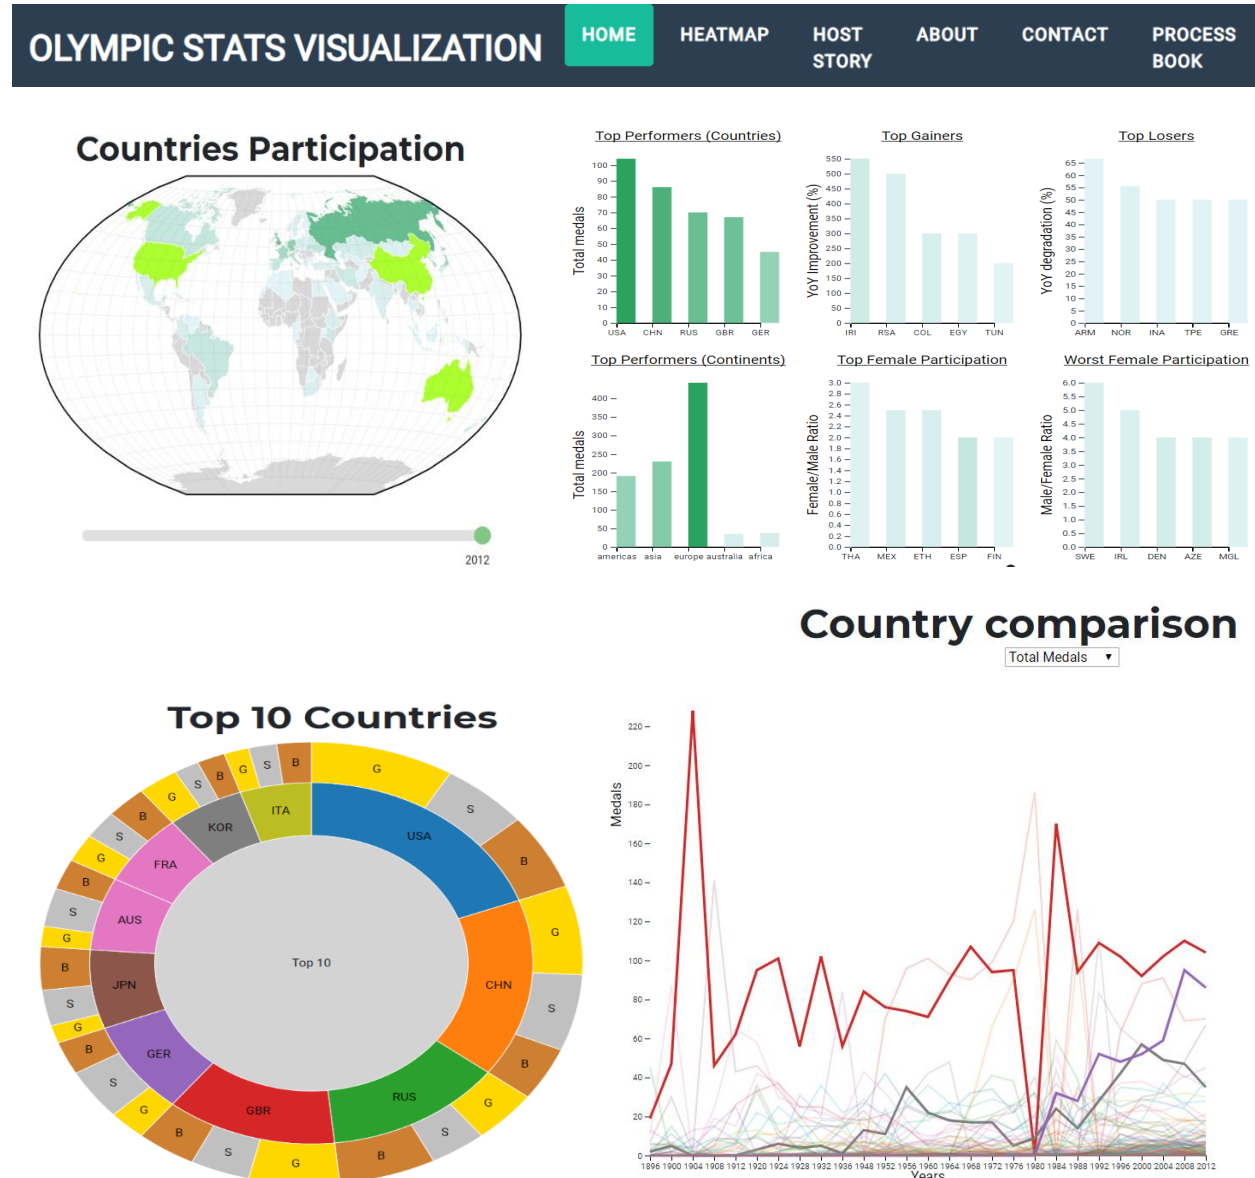 OLYMPIC STATS VISUALIZATION
HOME
HEATMAP
HOST
STORY
ABOUT
CONTACT
PROCESS
BOOK
Countries Participation
2012
Top Performers (Countries)
Total medals
100
90
80
70
60
50
40
30
20
10
0
USA CHN RUS GBR GER
Top Gainers
YoY Improvement (%)
550
500
450
400
350
300
250
200
150
100
50
0
IRI RSA COL EGY TUN
Top Losers
YoY degradation (%)
65
60
55
50
45
40
35
30
25
20
15
10
5
0
ARM NOR INA TPE GRE
Top Performers (Continents)
Total medals
400
350
300
250
200
150
100
50
0
americas asia europe australia africa
Top Female Participation
Female/Male Ratio
3.0
2.8
2.6
2.4
2.2
2.0
1.8
1.6
1.4
1.2
1.0
0.8
0.6
0.4
0.2
0.0
THA MEX ETH ESP FIN
Worst Female Participation
Male/Female Ratio
6.0
5.5
5.0
4.5
4.0
3.5
3.0
2.5
2.0
1.5
1.0
0.5
0.0
SWE IRL DEN AZE MGL
Top 10 Countries
Top 10
USA
G
S
B
CHN
G
S
B
RUS
G
S
B
GBR
G
S
B
GER
G
S
B
JPN
G
S
B
AUS
G
S
B
FRA
G
S
B
KOR
G
S
B
ITA
G
S
B
Country comparison
Total Medals ▼
Medals
220
200
180
160
140
120
100
80
60
40
20
0
1896 1900 1904 1908 1912 1920 1924 1928 1932 1936 1948 1952 1956 1960 1964 1968 1972 1976 1980 1984 1988 1992 1996 2000 2004 2008 2012
Years